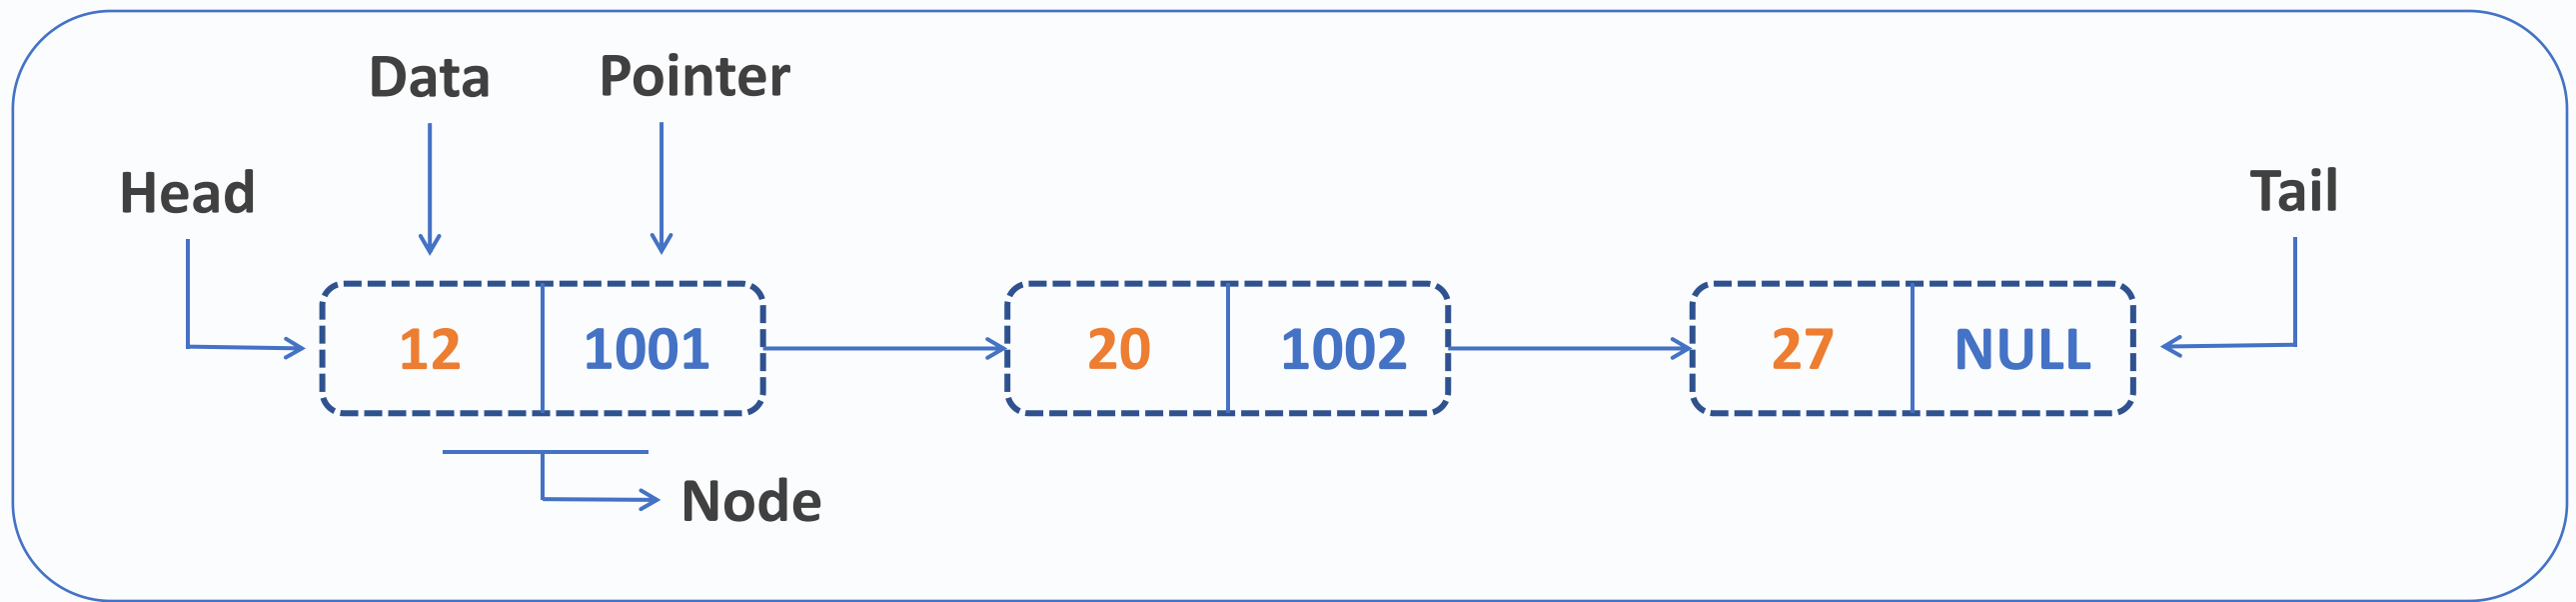 Data
Pointer
Head
Tail
12
1001
20
1002
27
NULL
Node